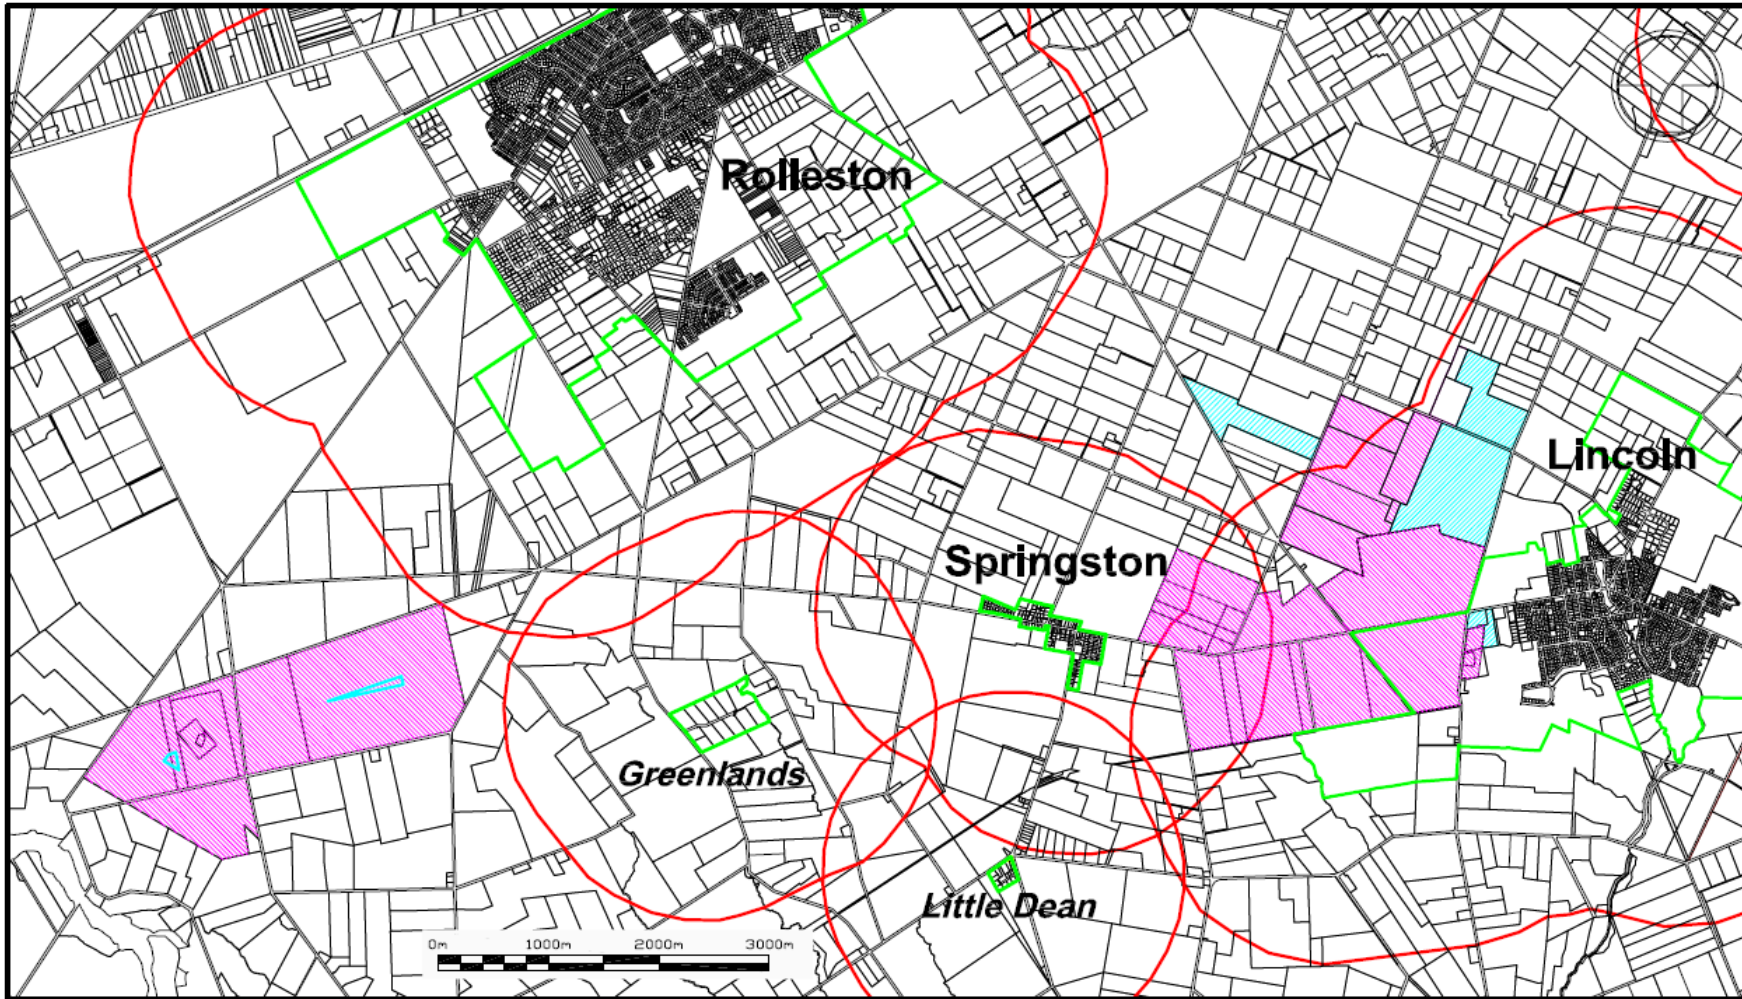 Rolleston
Lincoln
Springston
Greenlands
Little Dean
0m 1000m 2000m 3000m